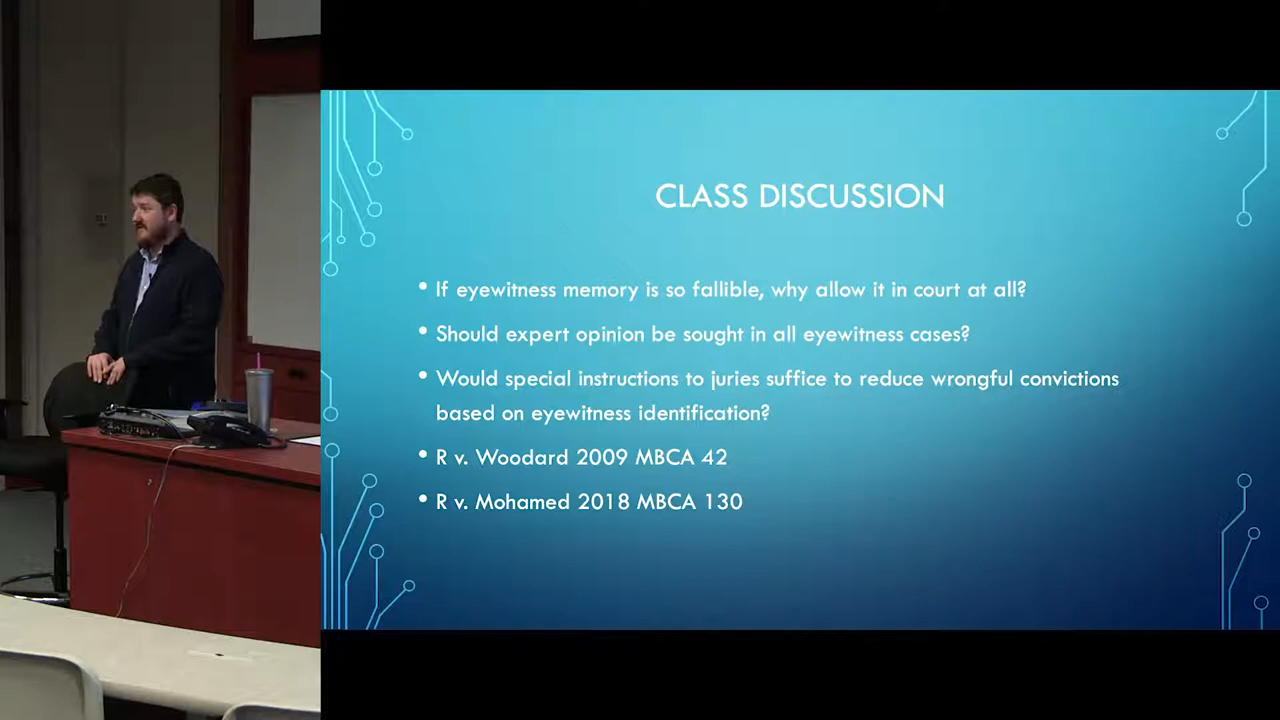 CLASS DISCUSSION
• If eyewitness memory is so fallible, why allow it in court at all?
• Should expert opinion be sought in all eyewitness cases?
• Would special instructions to juries suffice to reduce wrongful convictions
based on eyewitness identification?
• R v. Woodard 2009 MBCA 42
• R v. Mohamed 2018 MBCA 130